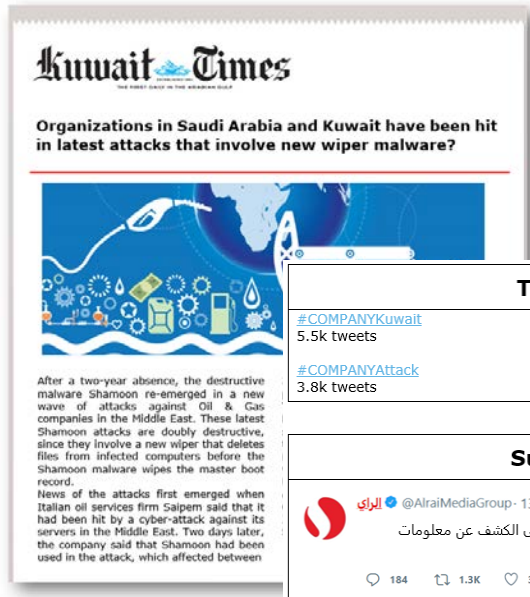 Kuwait Times
THE FIRST DAILY IN THE ARABIAN GULF
Organizations in Saudi Arabia and Kuwait have been hit
in latest attacks that involve new wiper malware?
After a two-year absence, the destructive
malware Shamoon re-emerged in a new
wave of attacks against Oil & Gas
companies in the Middle East. These latest
Shamoon attacks are doubly destructive,
since they involve a new wiper that deletes
files from infected computers before the
Shamoon malware wipes the master boot
record.
News of the attacks first emerged when
Italian oil services firm Saipem said that it
had been hit by a cyber-attack against its
servers in the Middle East. Two days later,
the company said that Shamoon had been
used in the attack, which affected between
T
#COMPANYKuwait
5.5k tweets
#COMPANYAttack
3.8k tweets
Su
الراي @AlraiMediaGroup · 1
الكشف عن معلومات
184 1.3K